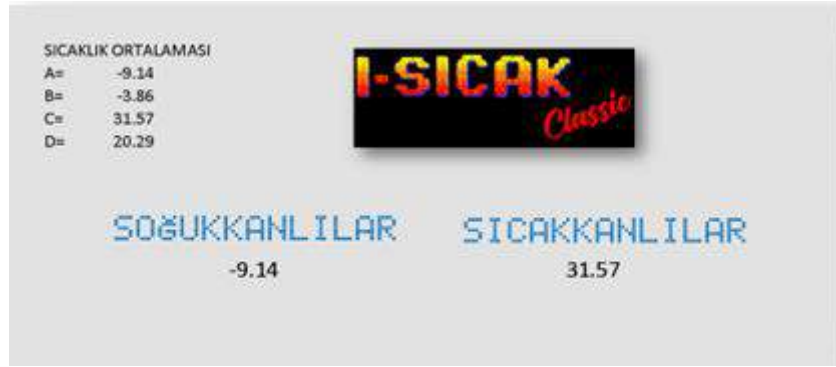 SICAKLIK ORTALAMASI
A= -9.14
B= -3.86
C= 31.57
D= 20.29
I-SICAK
Classic
SOĞUKKANLILAR
SICAKKANLILAR
-9.14
31.57